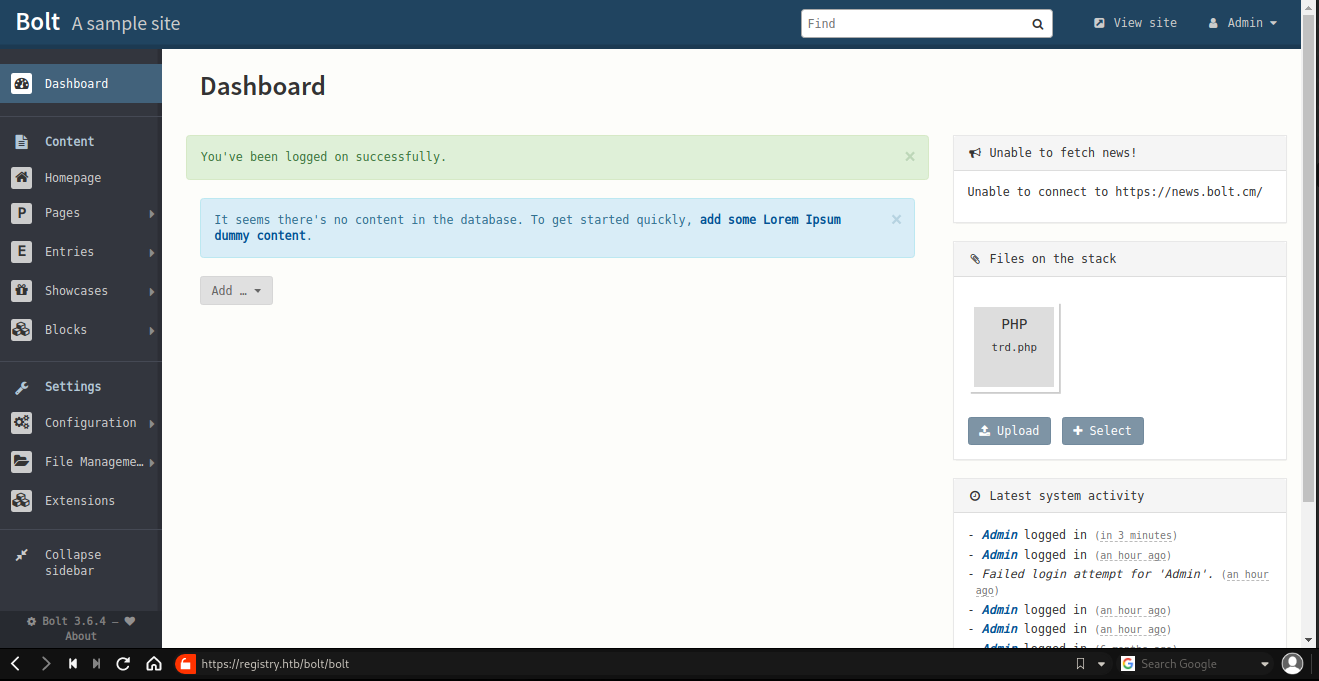 Bolt A sample site
Find
View site
Admin
Dashboard
Content
Homepage
P Pages
E Entries
Showcases
Blocks
Settings
Configuration
File Manageme…
Extensions
Collapse
sidebar
Bolt 3.6.4 –
About
Dashboard
You've been logged on successfully. ×
It seems there's no content in the database. To get started quickly, add some Lorem Ipsum ×
dummy content.
Add …
Unable to fetch news!
Unable to connect to https://news.bolt.cm/
Files on the stack
PHP
trd.php
Upload
Select
Latest system activity
- Admin logged in (in 3 minutes)
- Admin logged in (an hour ago)
- Failed login attempt for 'Admin'. (an hour
ago)
- Admin logged in (an hour ago)
- Admin logged in (an hour ago)
https://registry.htb/bolt/bolt
G Search Google